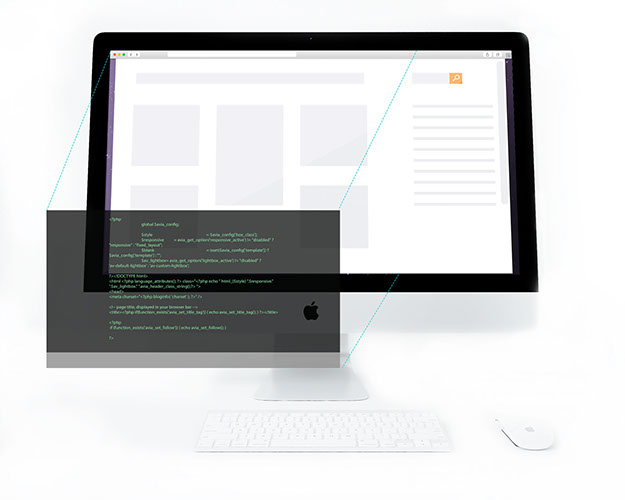 <?php
global $avia_config;
$style = $avia_config['box_class'];
$responsive = avia_get_option('responsive_active') != "disabled" ?
"responsive" : "fixed_layout";
$blank = isset($avia_config['template']) ?
$avia_config['template'] : "";
$av_lightbox= avia_get_option('lightbox_active') != "disabled" ?
'av-default-lightbox' : 'av-custom-lightbox';
?><!DOCTYPE html>
<html <?php language_attributes(); ?> class="<?php echo " html_{$style} ".$responsive."
".$av_lightbox." ".avia_header_class_string();?> ">
<head>
<meta charset="<?php bloginfo( 'charset' ); ?>" />
<!-- page title, displayed in your browser bar -->
<title><?php if(function_exists('avia_set_title_tag')) { echo avia_set_title_tag(); } ?></title>
<?php
if (function_exists('avia_set_follow')) { echo avia_set_follow(); }
?>